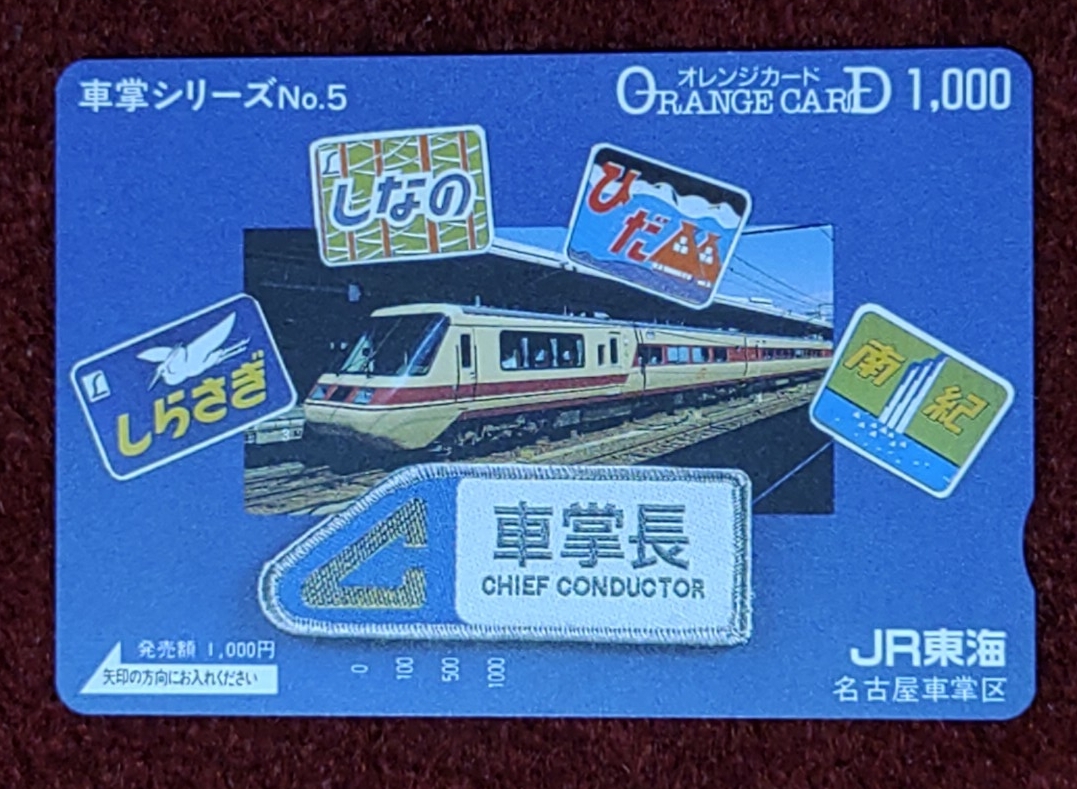 車掌シリーズNo.5
オレンジカード
ORANGE CARD 1,000
しなの
ひだ
しらさぎ
南紀
車掌長
CHIEF CONDUCTOR
発売額 1,000円
矢印の方向にお入れください
0 100 500 1000
JR東海
名古屋車掌区